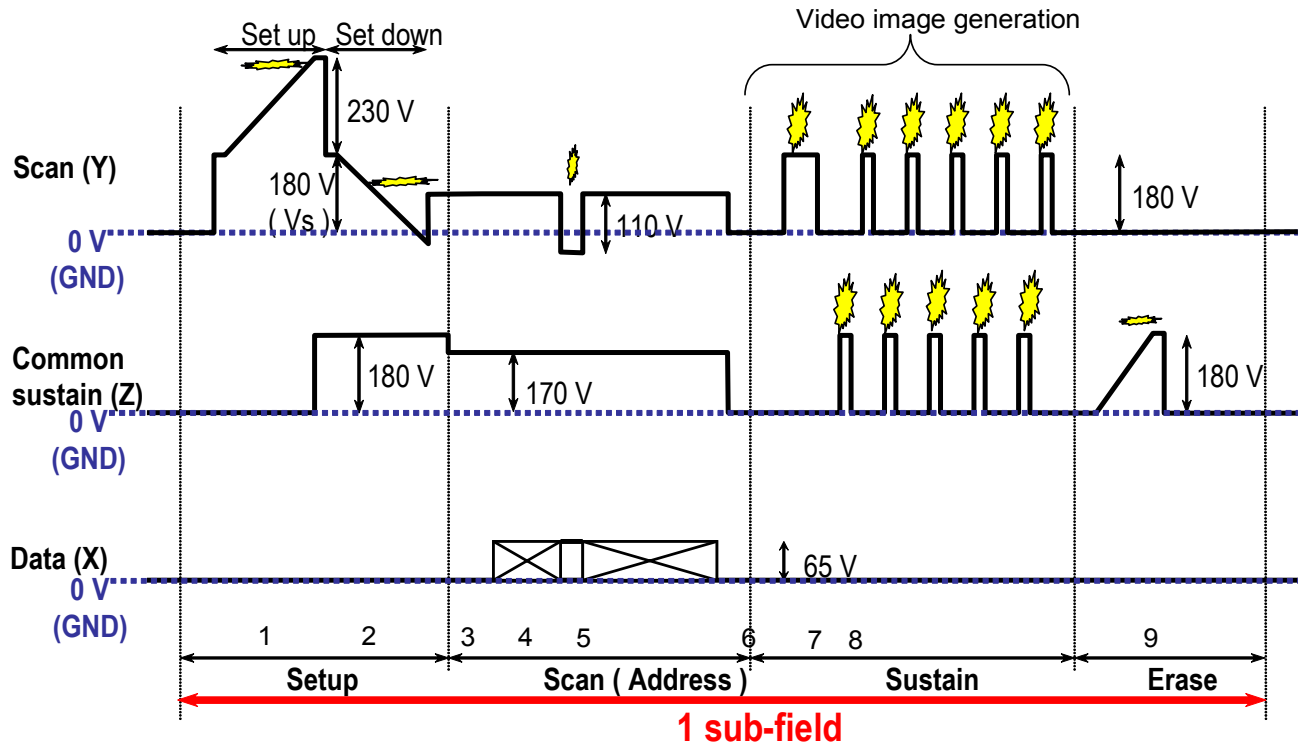 Video image generation
Set up Set down
230 V
Scan (Y)
180 V
( Vs )
110 V
180 V
0 V
(GND)
Common
sustain (Z)
180 V
170 V
180 V
0 V
(GND)
Data (X)
65 V
0 V
(GND)
1 2 3 4 5 6 7 8 9
Setup Scan ( Address ) Sustain Erase
1 sub-field